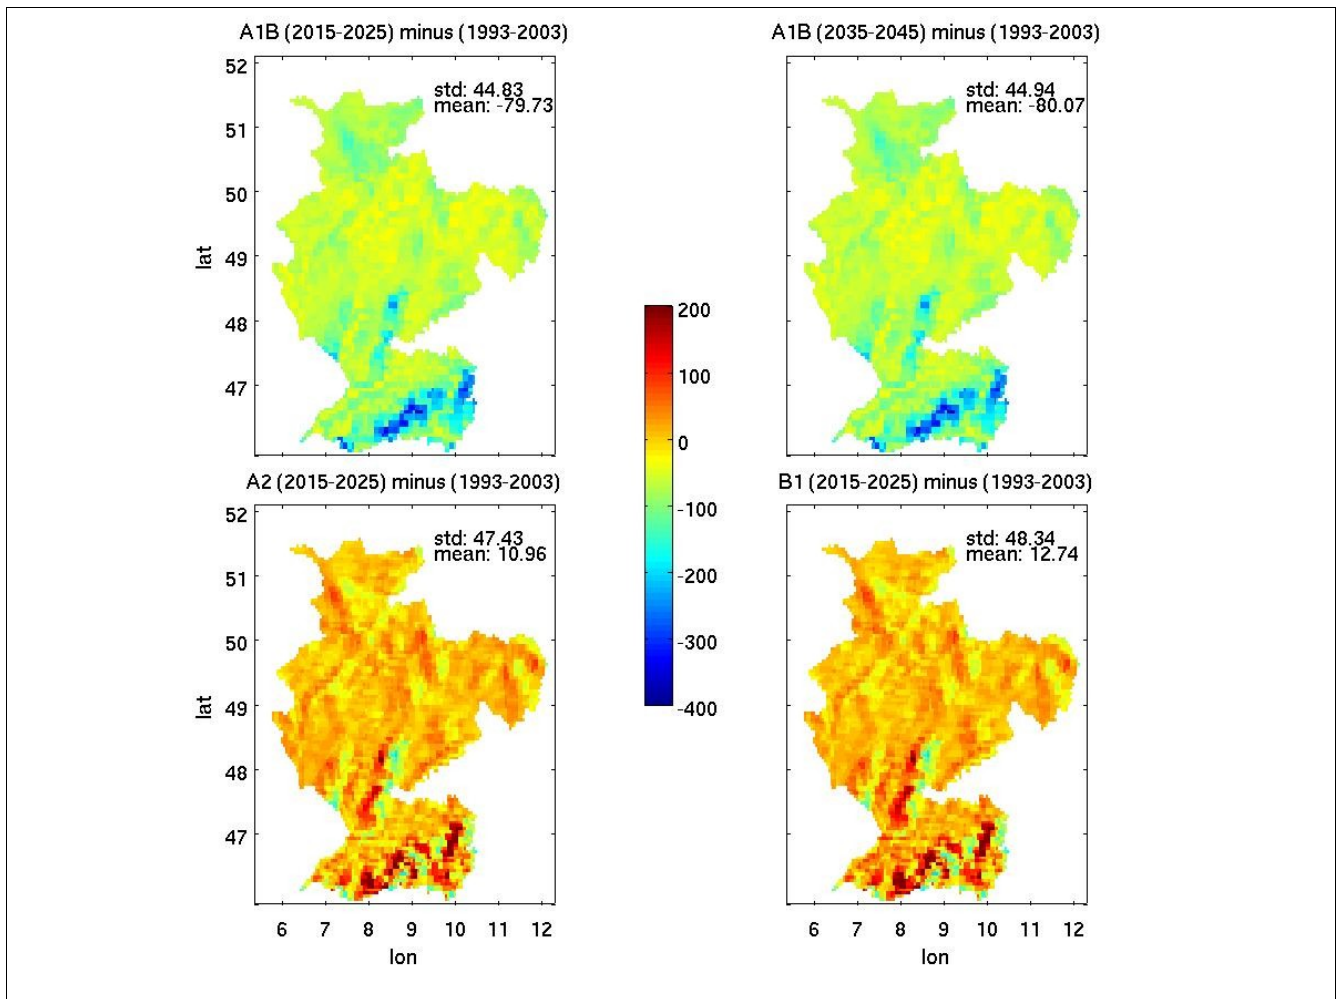 A1B (2015-2025) minus (1993-2003)
A1B (2035-2045) minus (1993-2003)
std: 44.83
mean: -79.73
std: 44.94
mean: -80.07
52
51
50
49
48
47
lat
200
100
0
-100
-200
-300
-400
A2 (2015-2025) minus (1993-2003)
B1 (2015-2025) minus (1993-2003)
std: 47.43
mean: 10.96
std: 48.34
mean: 12.74
52
51
50
49
48
47
lat
6 7 8 9 10 11 12
lon
6 7 8 9 10 11 12
lon